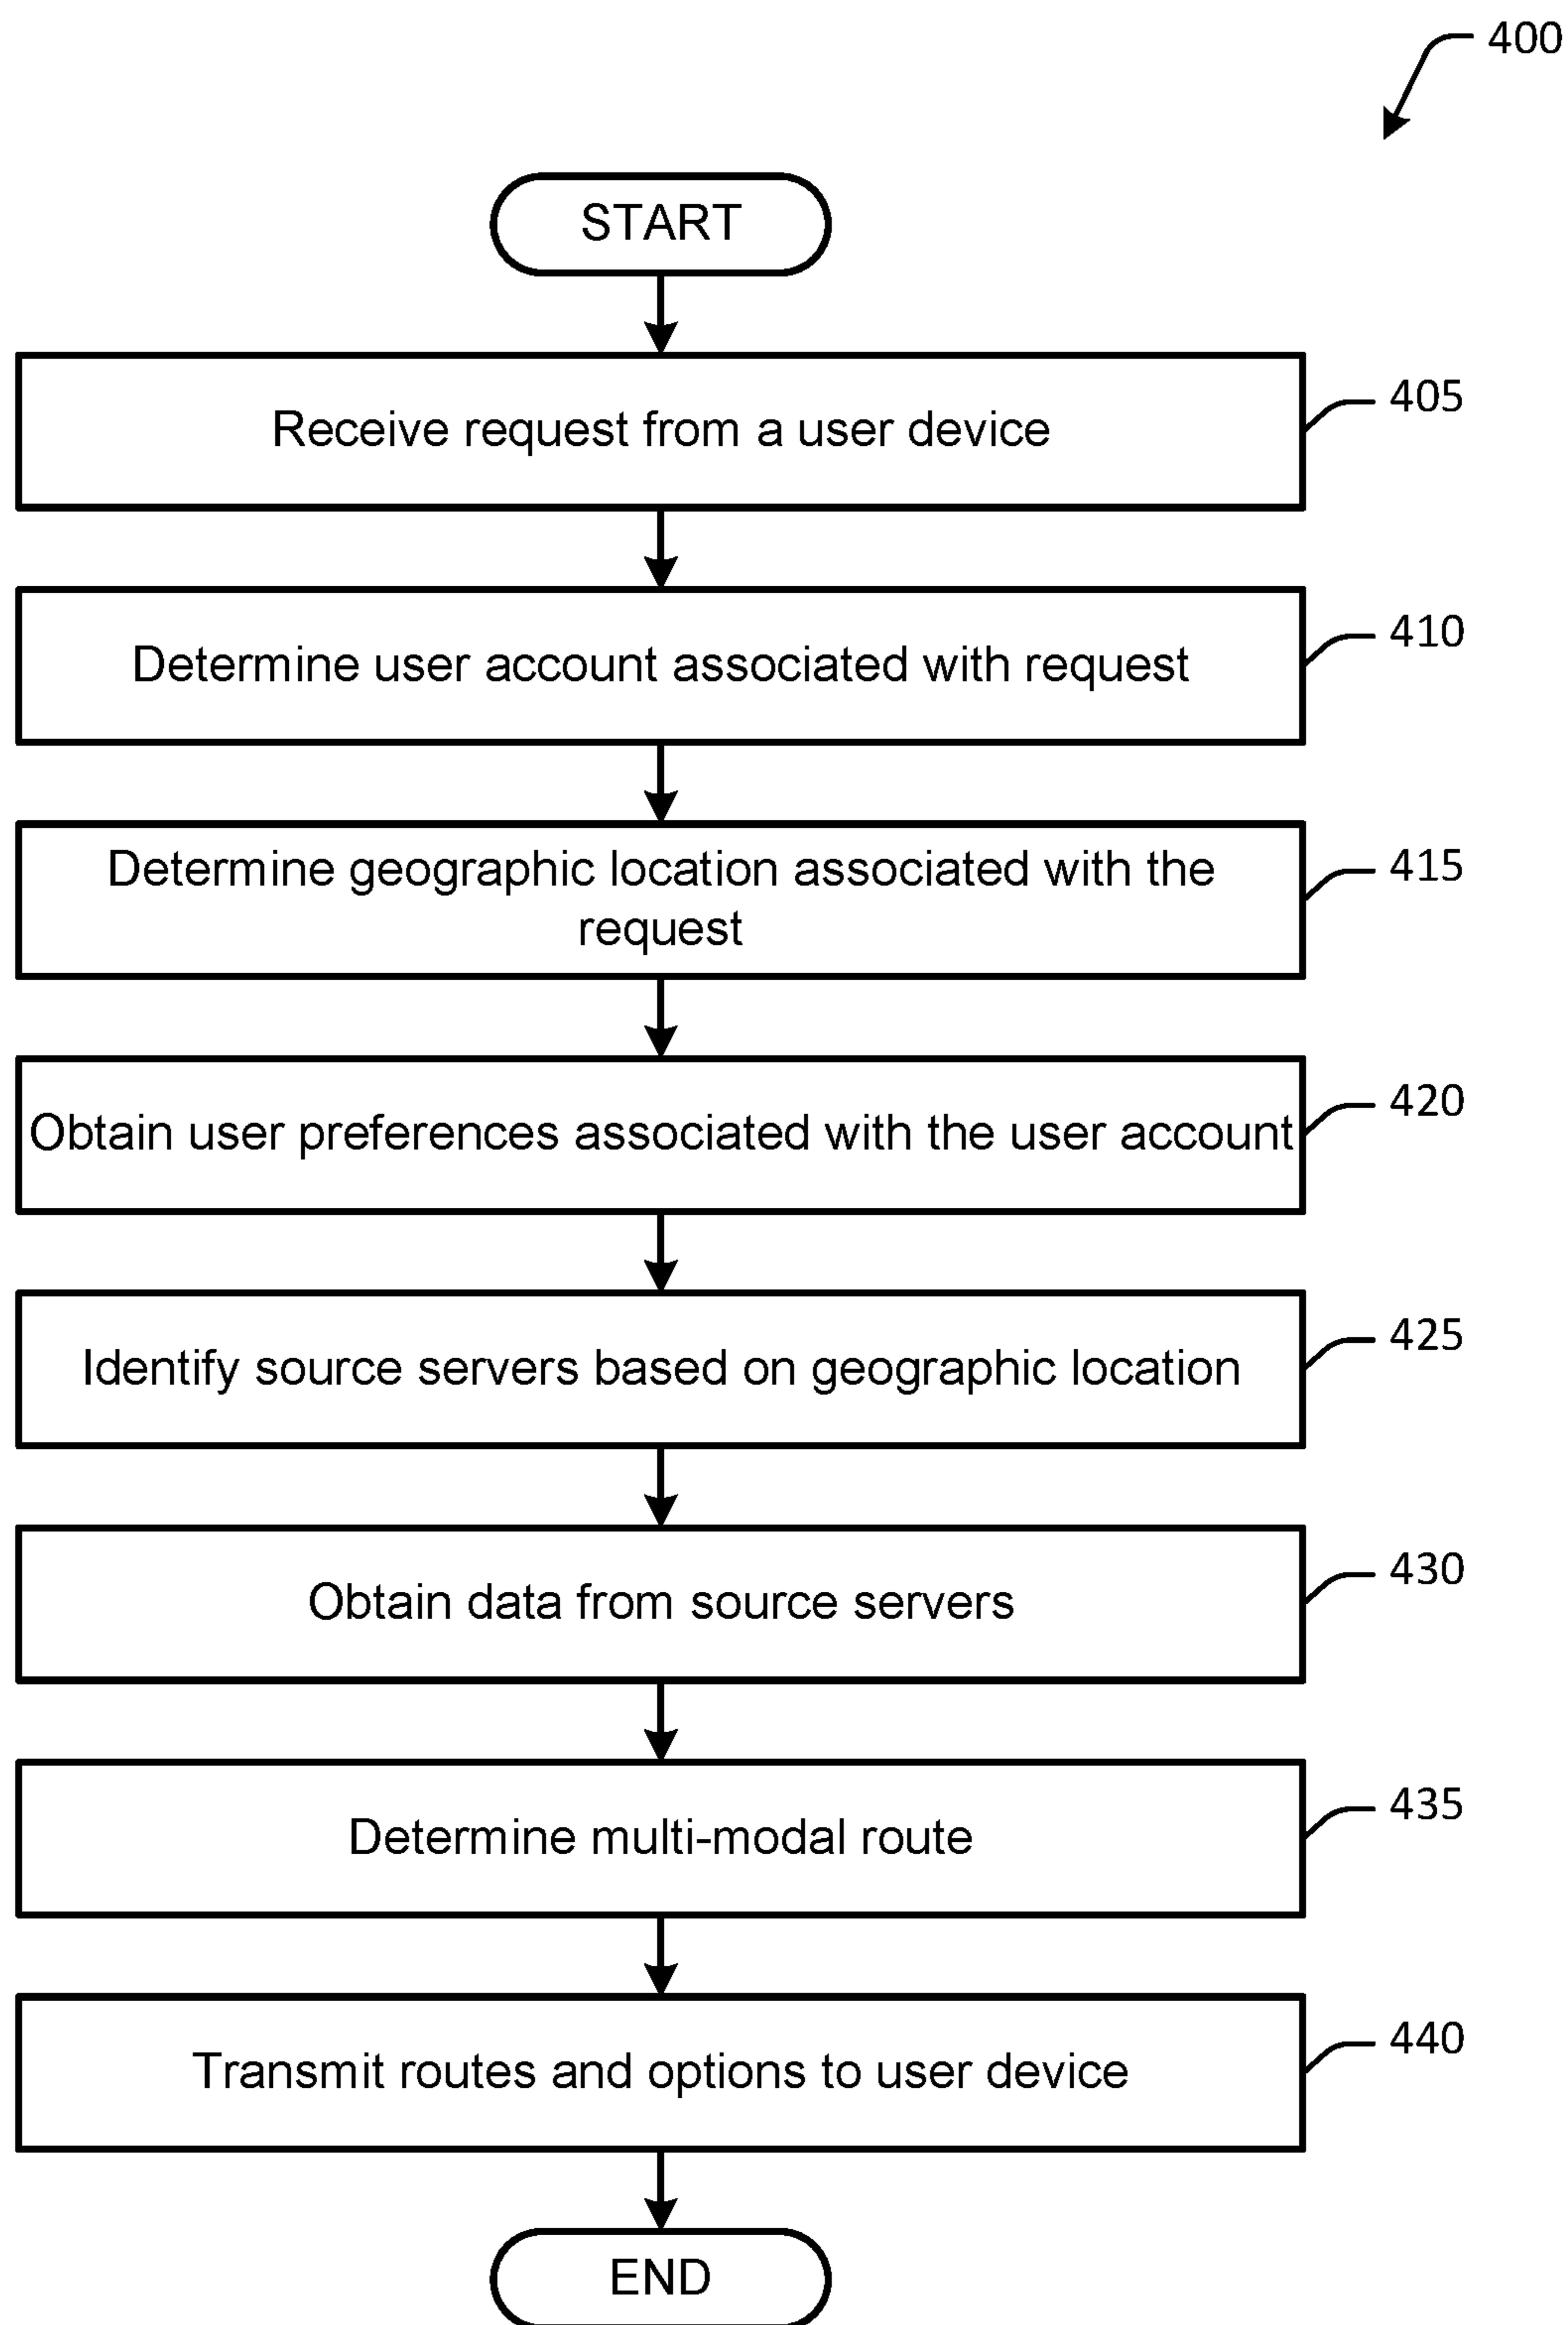 400
START
Receive request from a user device
405
Determine user account associated with request
410
Determine geographic location associated with the
request
415
Obtain user preferences associated with the user account
420
Identify source servers based on geographic location
425
Obtain data from source servers
430
Determine multi-modal route
435
Transmit routes and options to user device
440
END